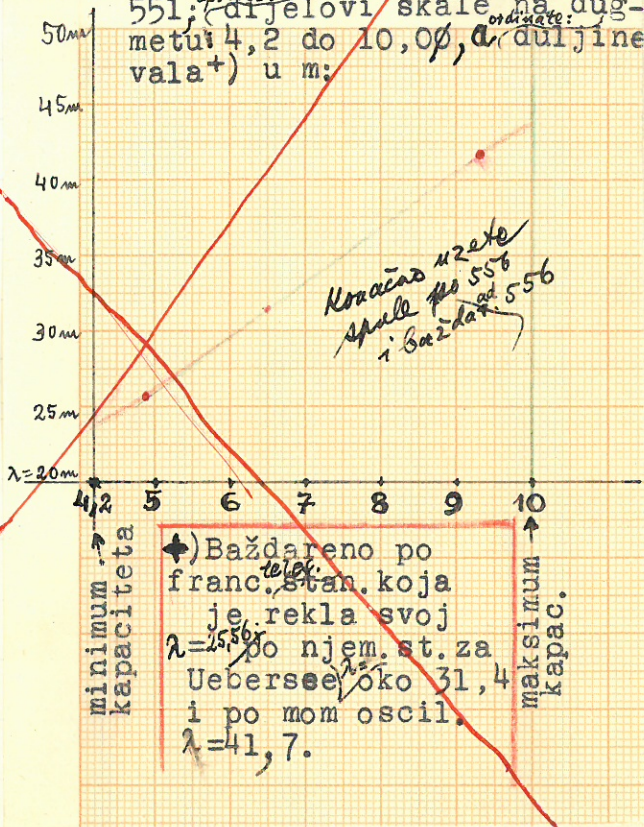 551; dijelovi skale na dug-
ordinate:
metu: 4,2 do 10,0, a duljine
vala+) u m:
50m
45m
40m
35m
30m
25m
λ=20m
Konačno uzeto
spule po 556
i baždar. 556
ad
4,2 5 6 7 8 9 10
minimum
kapaciteta
maksimum
kapac.
+) Baždareno po
telegr.
franc. stan. koja
je rekla svoj
λ=25,56, po njem. st. za
λ=
Uebersee, oko 31,4
i po mom oscil.
λ=41,7.